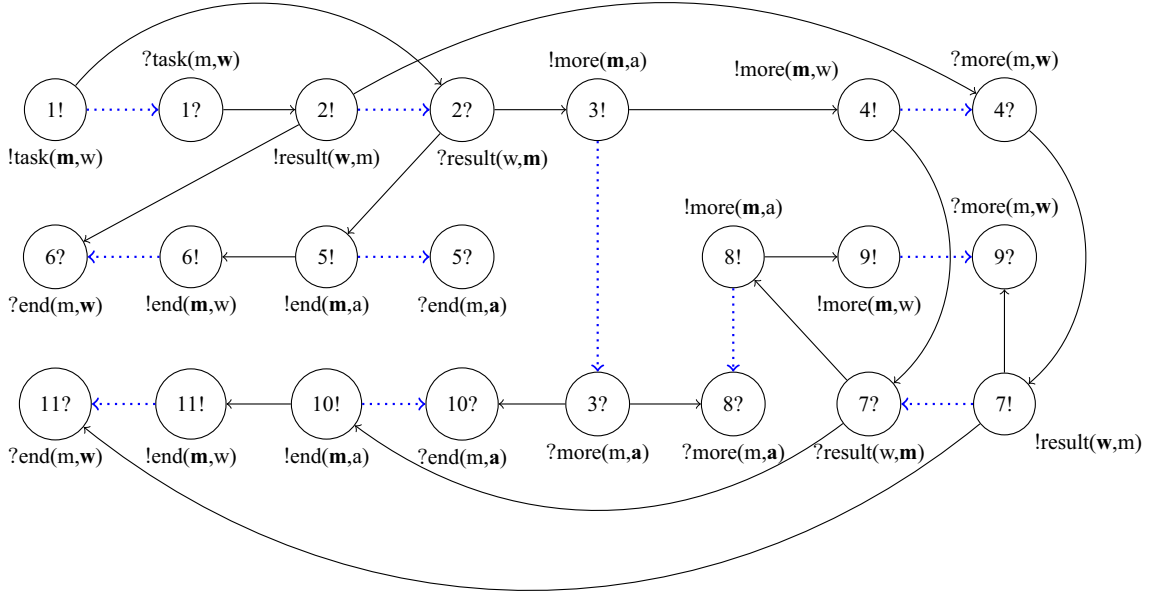 ?task(m,w)
!more(m,a)
!more(m,w)
?more(m,w)
1!
1?
2!
2?
3!
4!
4?
!task(m,w)
!result(w,m)
?result(w,m)
!more(m,a)
?more(m,w)
6?
6!
5!
5?
8!
9!
9?
?end(m,w)
!end(m,w)
!end(m,a)
?end(m,a)
!more(m,w)
11?
11!
10!
10?
3?
8?
7?
7!
?end(m,w)
!end(m,w)
!end(m,a)
?end(m,a)
?more(m,a)
?more(m,a)
?result(w,m)
!result(w,m)